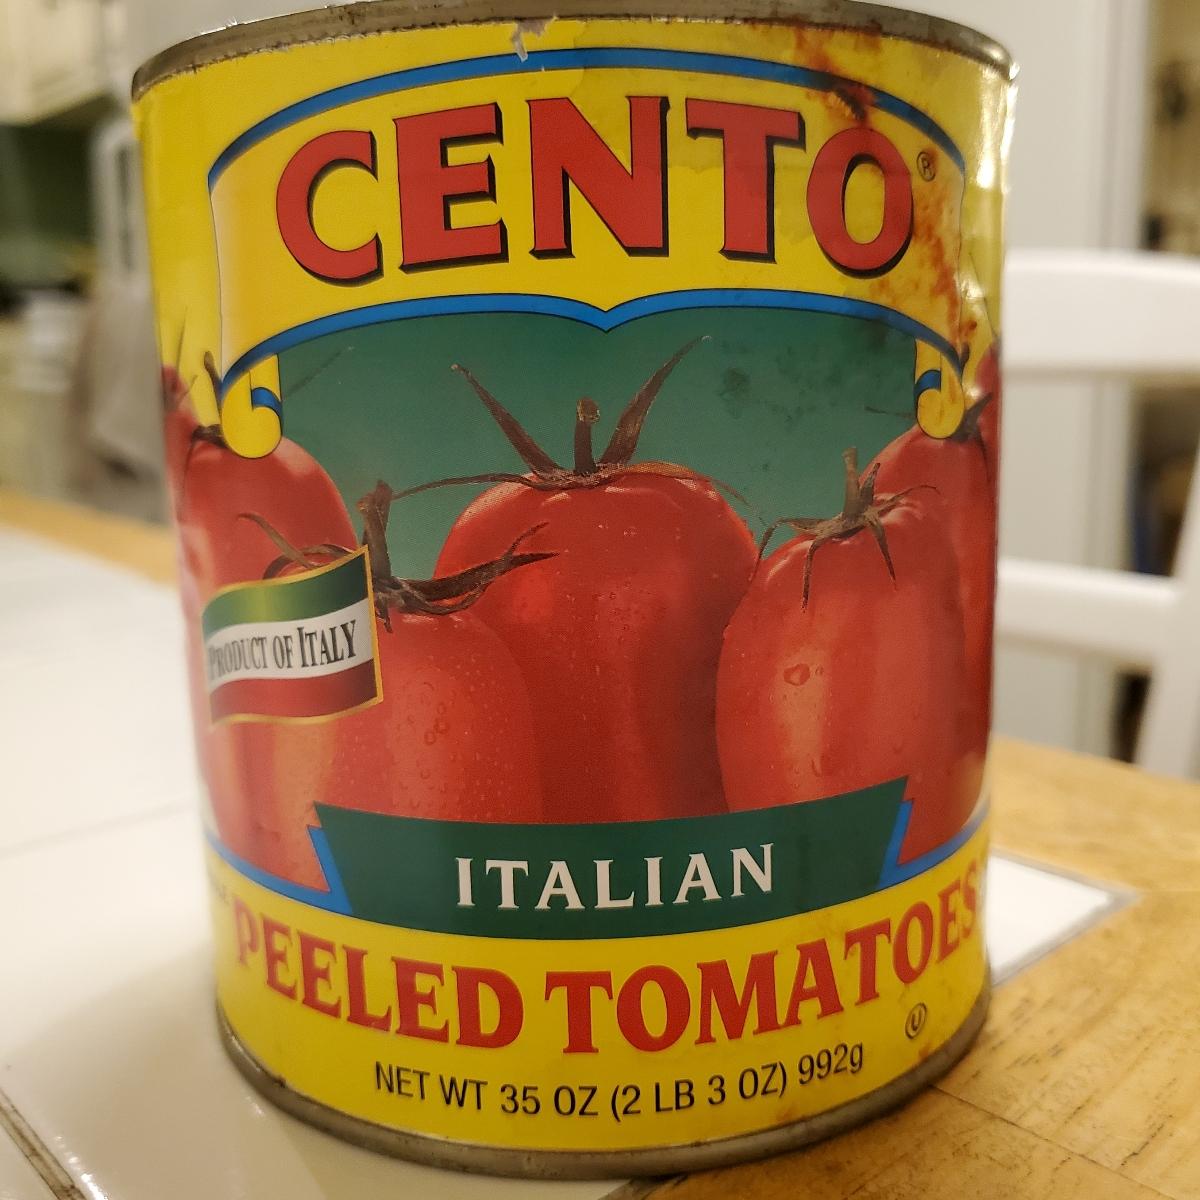 CENTO®
PRODUCT OF ITALY
ITALIAN
PEELED TOMATOES
U
NET WT 35 OZ (2 LB 3 OZ) 992g